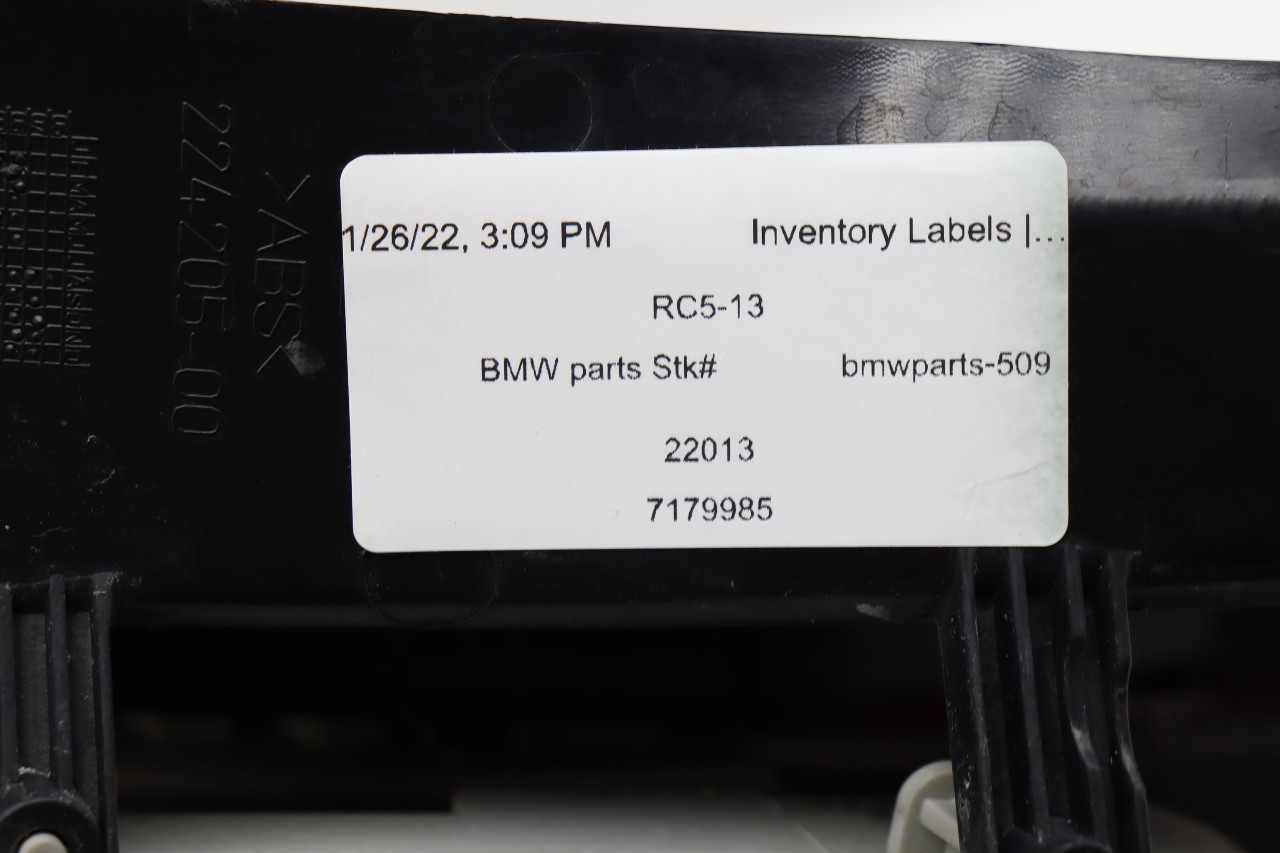 1/26/22, 3:09 PM Inventory Labels |...
RC5-13
BMW parts Stk# bmwparts-509
22013
7179985
>ABS<
224205-00